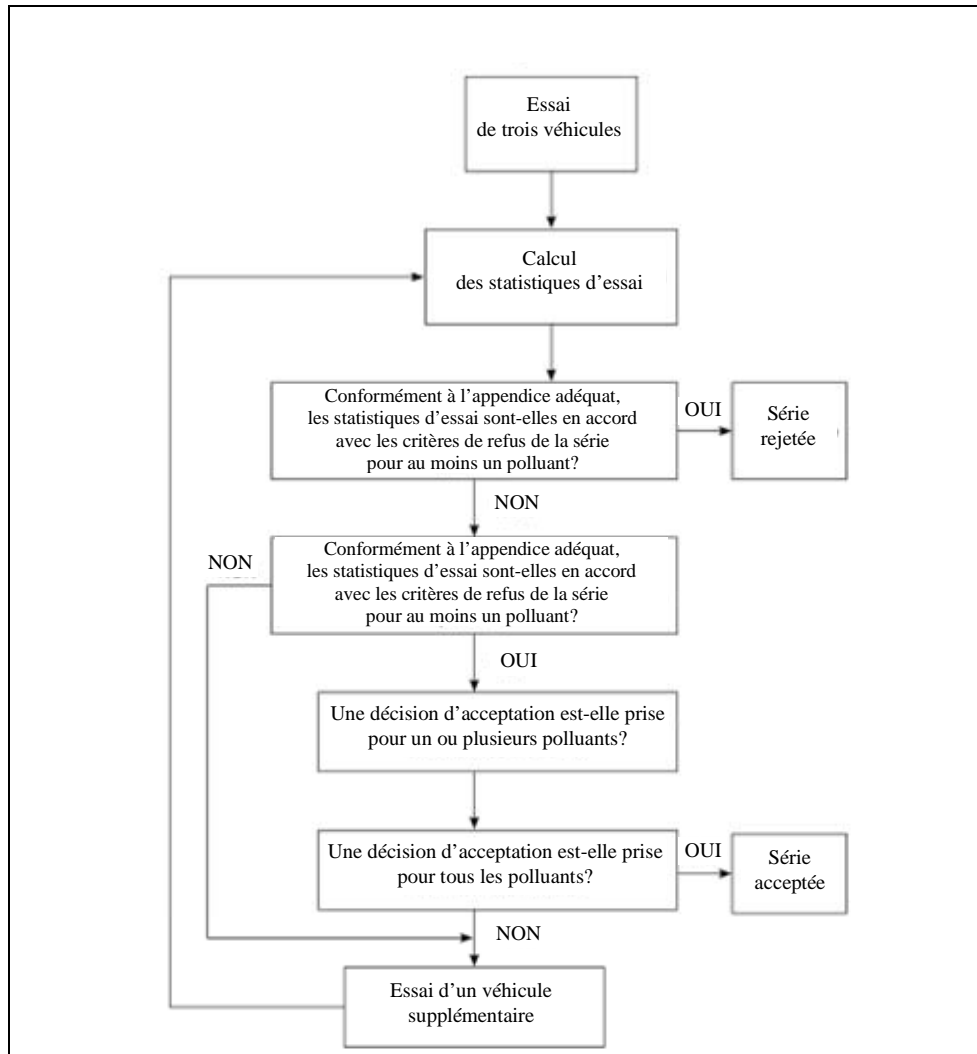 Essai
de trois véhicules
Calcul
des statistiques d’essai
Conformément à l’appendice adéquat,
les statistiques d’essai sont-elles en accord
avec les critères de refus de la série
pour au moins un polluant?
OUI
Série
rejetée
NON
Conformément à l’appendice adéquat,
les statistiques d’essai sont-elles en accord
avec les critères de refus de la série
pour au moins un polluant?
NON
OUI
Une décision d’acceptation est-elle prise
pour un ou plusieurs polluants?
Une décision d’acceptation est-elle prise
pour tous les polluants?
OUI
Série
acceptée
NON
Essai d’un véhicule
supplémentaire